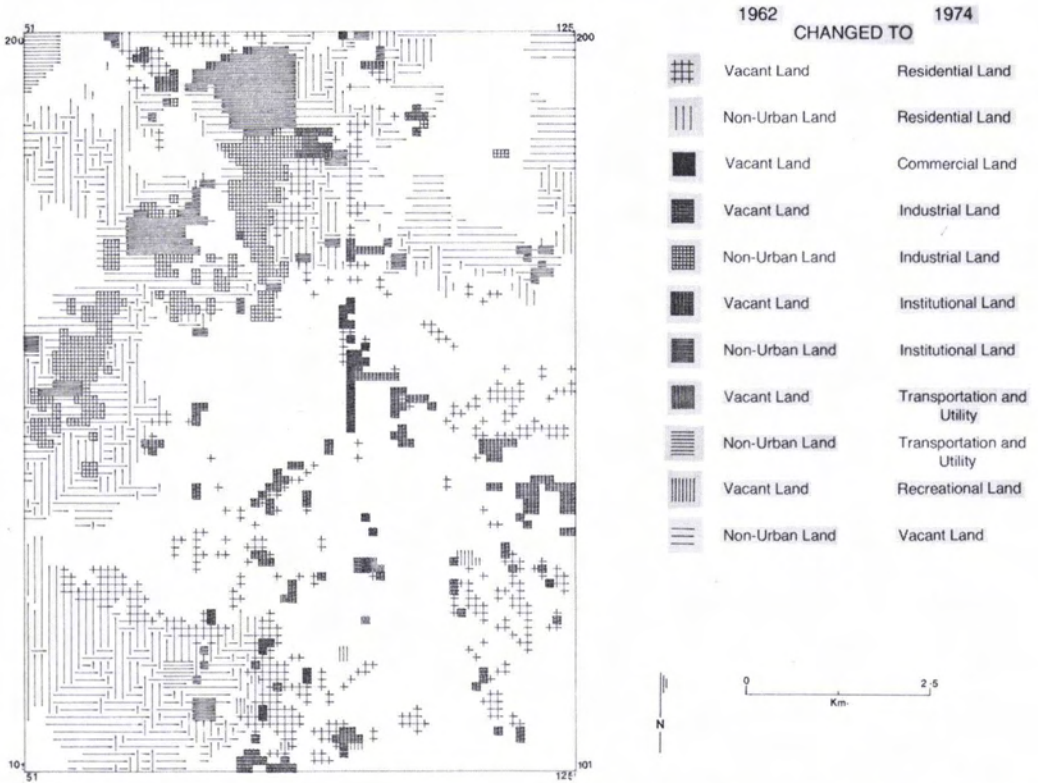 1962 1974
CHANGED TO
Vacant Land Residential Land
Non-Urban Land Residential Land
Vacant Land Commercial Land
Vacant Land Industrial Land
Non-Urban Land Industrial Land
Vacant Land Institutional Land
Non-Urban Land Institutional Land
Vacant Land Transportation and
Utility
Non-Urban Land Transportation and
Utility
Vacant Land Recreational Land
Non-Urban Land Vacant Land
51 125
200 200
10 101
51 125
N
0 2·5
Km·